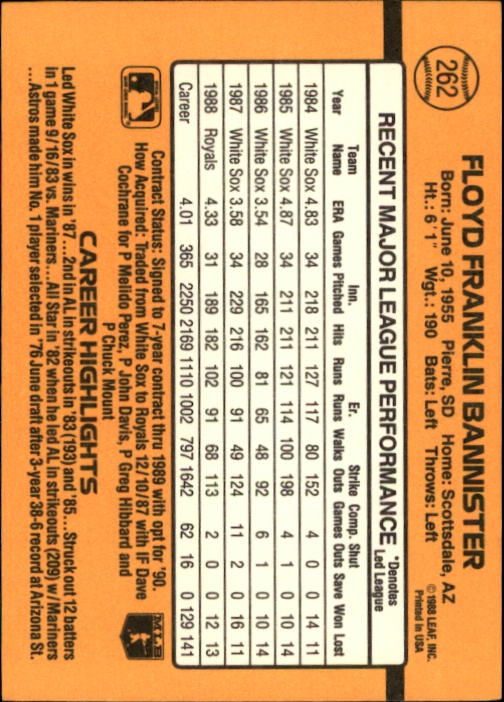 262
FLOYD FRANKLIN BANNISTER
Born: June 10, 1955 Pierre, SD Home: Scottsdale, AZ
Ht.: 6'1" Wgt.: 190 Bats: Left Throws: Left
©1988 LEAF, INC.
Printed in USA
RECENT MAJOR LEAGUE PERFORMANCE *Denotes Led League
Year Team Name ERA Games Inn. Pitched Hits Runs Er. Runs Walks Strike Outs Comp. Games Shut Outs Save Won Lost
1984 White Sox 4.83 34 218 211 127 117 80 152 4 0 0 14 11
1985 White Sox 4.87 34 211 211 121 114 100 198 4 1 0 10 14
1986 White Sox 3.54 28 165 162 81 65 48 92 6 1 0 10 14
1987 White Sox 3.58 34 229 216 100 91 49 124 11 2 0 16 11
1988 Royals 4.33 31 189 182 102 91 68 113 2 0 0 12 13
Career 4.01 365 2250 2169 1110 1002 797 1642 62 16 0 129 141
Contract Status: Signed to 7-year contract thru 1989 with opt for '90.
How Acquired: Traded from White Sox to Royals 12/10/87 with IF Dave
Cochrane for P Melido Perez, P John Davis, P Greg Hibbard and
P Chuck Mount
MLB
CAREER HIGHLIGHTS
Led White Sox in wins in '87...2nd in AL in strikeouts in '83 (193) and '85....Struck out 12 batters
in 1 game 9/16/83 vs. Mariners...All Star in '82 when he led AL in strikeouts (209) w/ Mariners
...Astros made him No. 1 player selected in '76 June draft after 3-year 38-6 record at Arizona St.